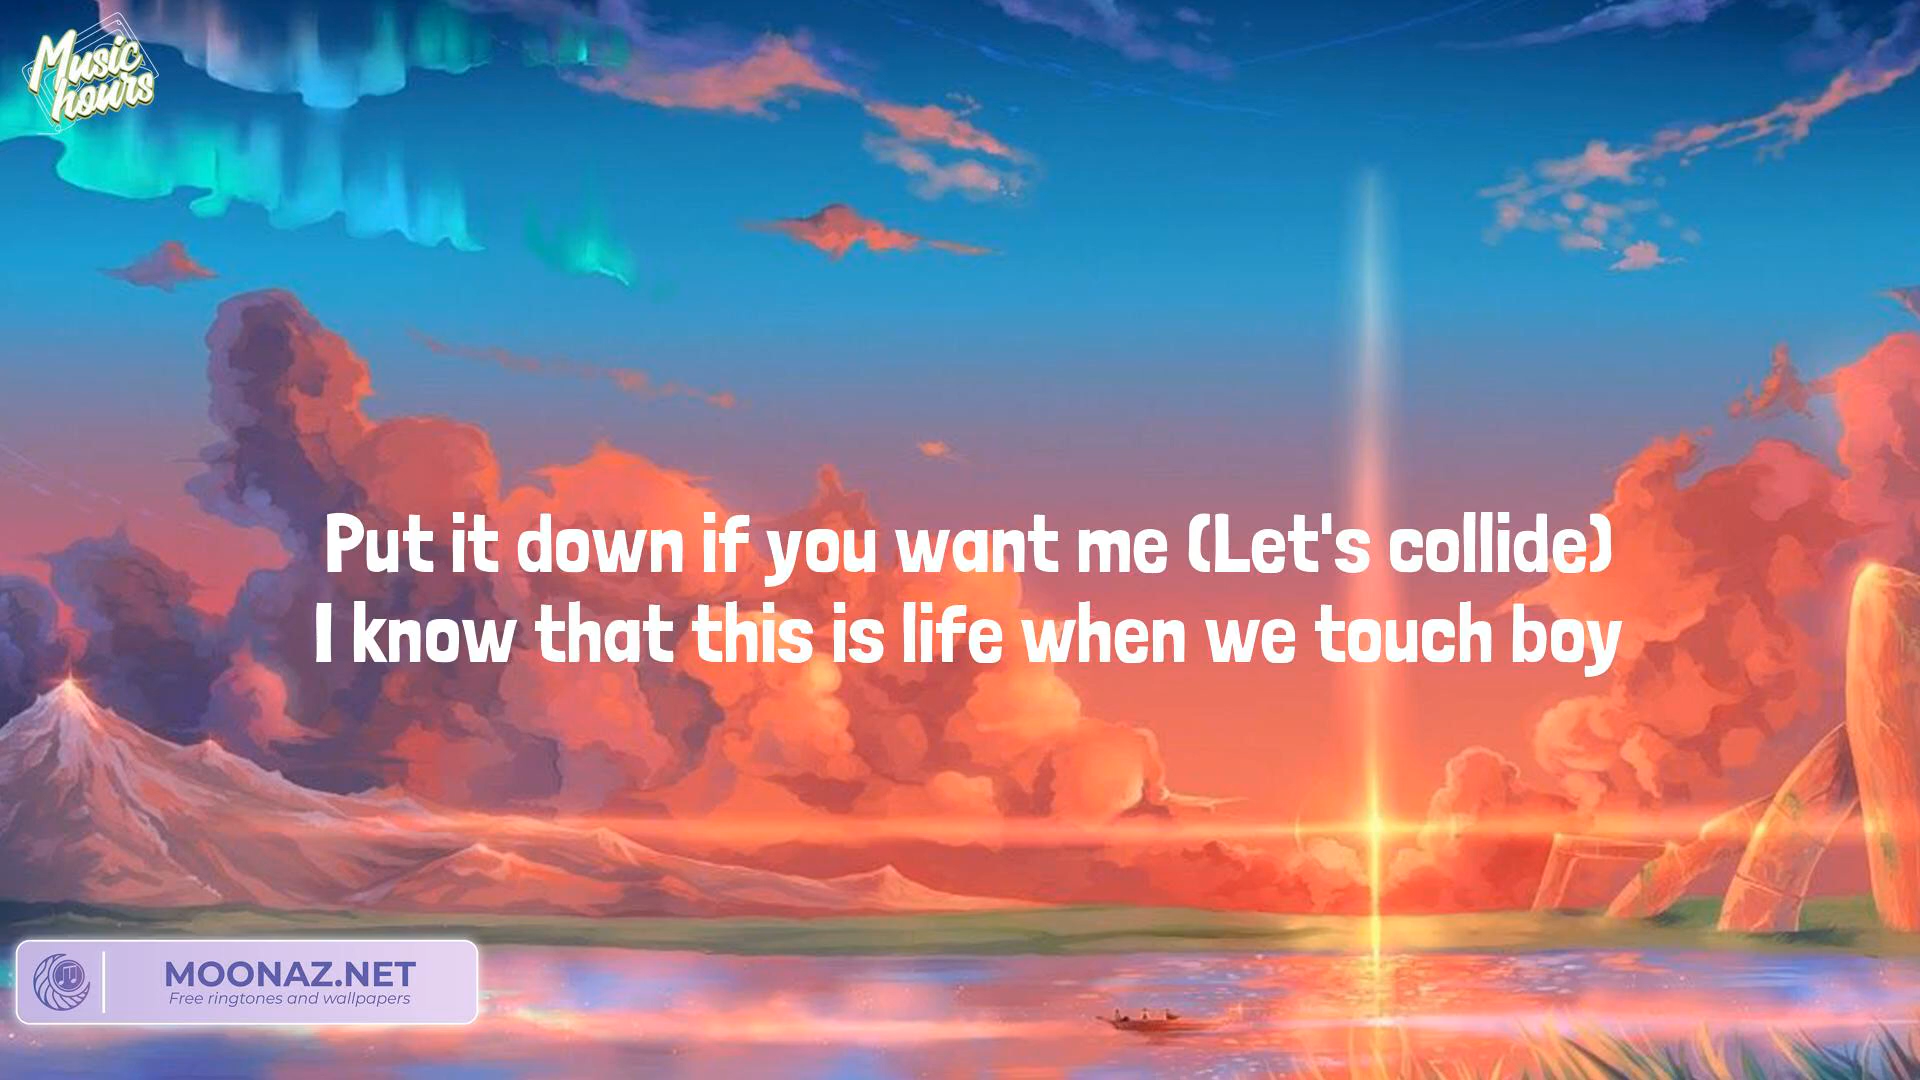 Music
hours
Put it down if you want me (Let's collide)
I know that this is life when we touch boy
MOONAZ.NET
Free ringtones and wallpapers